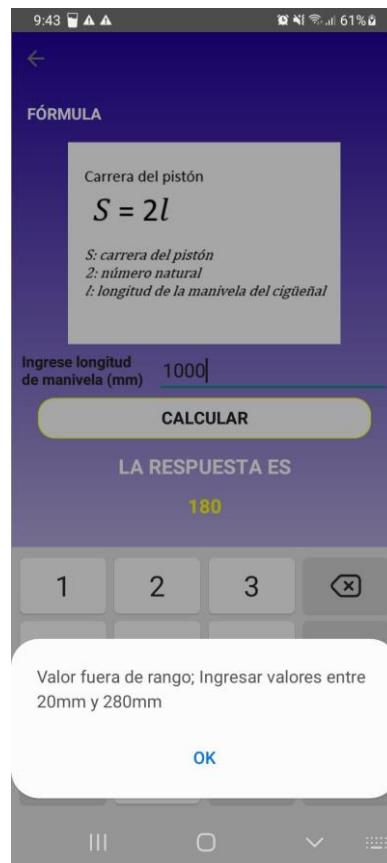 9:43 61%
FÓRMULA
Carrera del pistón
S = 2l
S: carrera del pistón
2: número natural
l: longitud de la manivela del cigüeñal
Ingrese longitud
de manivela (mm) 1000
CALCULAR
LA RESPUESTA ES
180
1 2 3
Valor fuera de rango; Ingresar valores entre
20mm y 280mm
OK